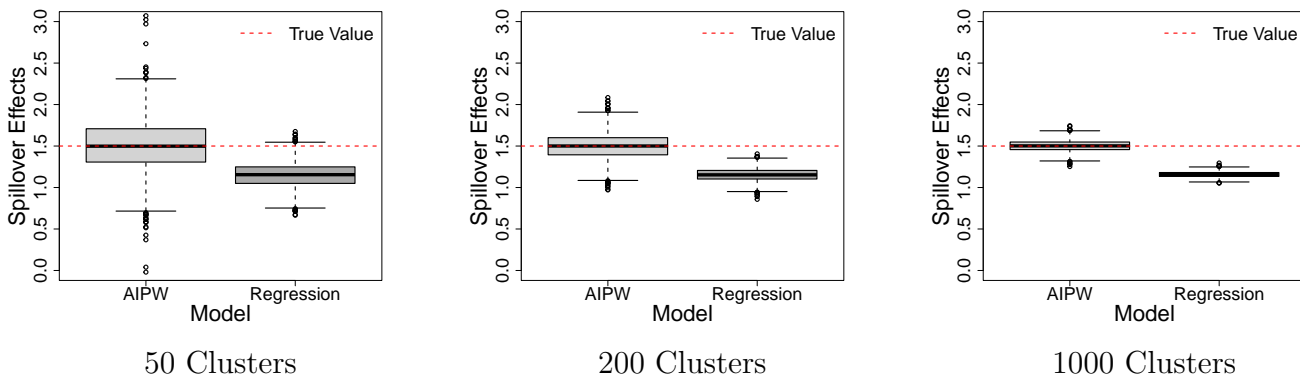 Spillover Effects
0.0 0.5 1.0 1.5 2.0 2.5 3.0
True Value
AIPW Regression
Model
50 Clusters
Spillover Effects
0.0 0.5 1.0 1.5 2.0 2.5 3.0
True Value
AIPW Regression
Model
200 Clusters
Spillover Effects
0.0 0.5 1.0 1.5 2.0 2.5 3.0
True Value
AIPW Regression
Model
1000 Clusters